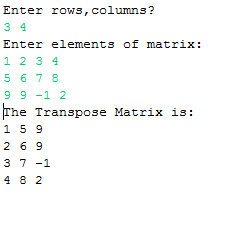 Enter rows,columns?
3 4
Enter elements of matrix:
1 2 3 4
5 6 7 8
9 9 -1 2
The Transpose Matrix is:
1 5 9
2 6 9
3 7 -1
4 8 2